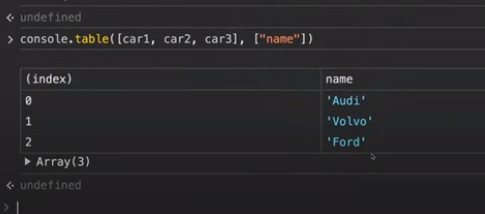 undefined
console.table([car1, car2, car3], ["name"])
(index) name
0 'Audi'
1 'Volvo'
2 'Ford'
Array(3)
undefined